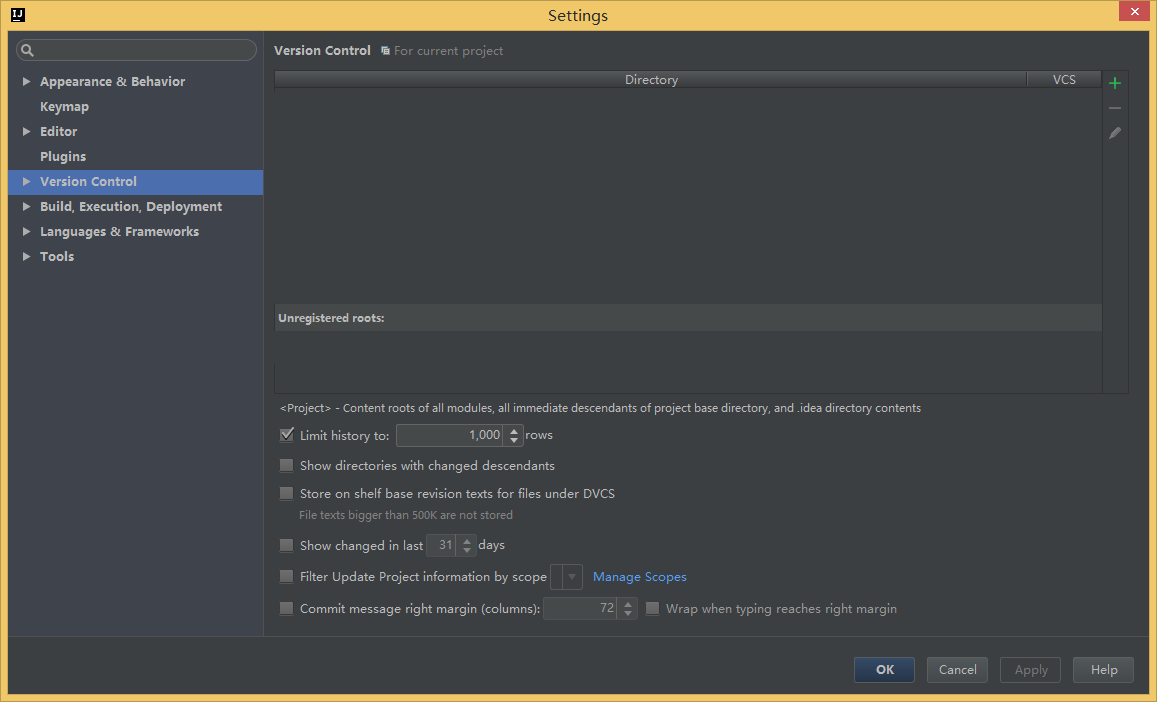 IJ
Settings
Appearance & Behavior
Keymap
Editor
Plugins
Version Control
Build, Execution, Deployment
Languages & Frameworks
Tools
Version Control For current project
Directory VCS
Unregistered roots:
<Project> - Content roots of all modules, all immediate descendants of project base directory, and .idea directory contents
Limit history to: 1,000 rows
Show directories with changed descendants
Store on shelf base revision texts for files under DVCS
File texts bigger than 500K are not stored
Show changed in last 31 days
Filter Update Project information by scope Manage Scopes
Commit message right margin (columns): 72 Wrap when typing reaches right margin
OK Cancel Apply Help